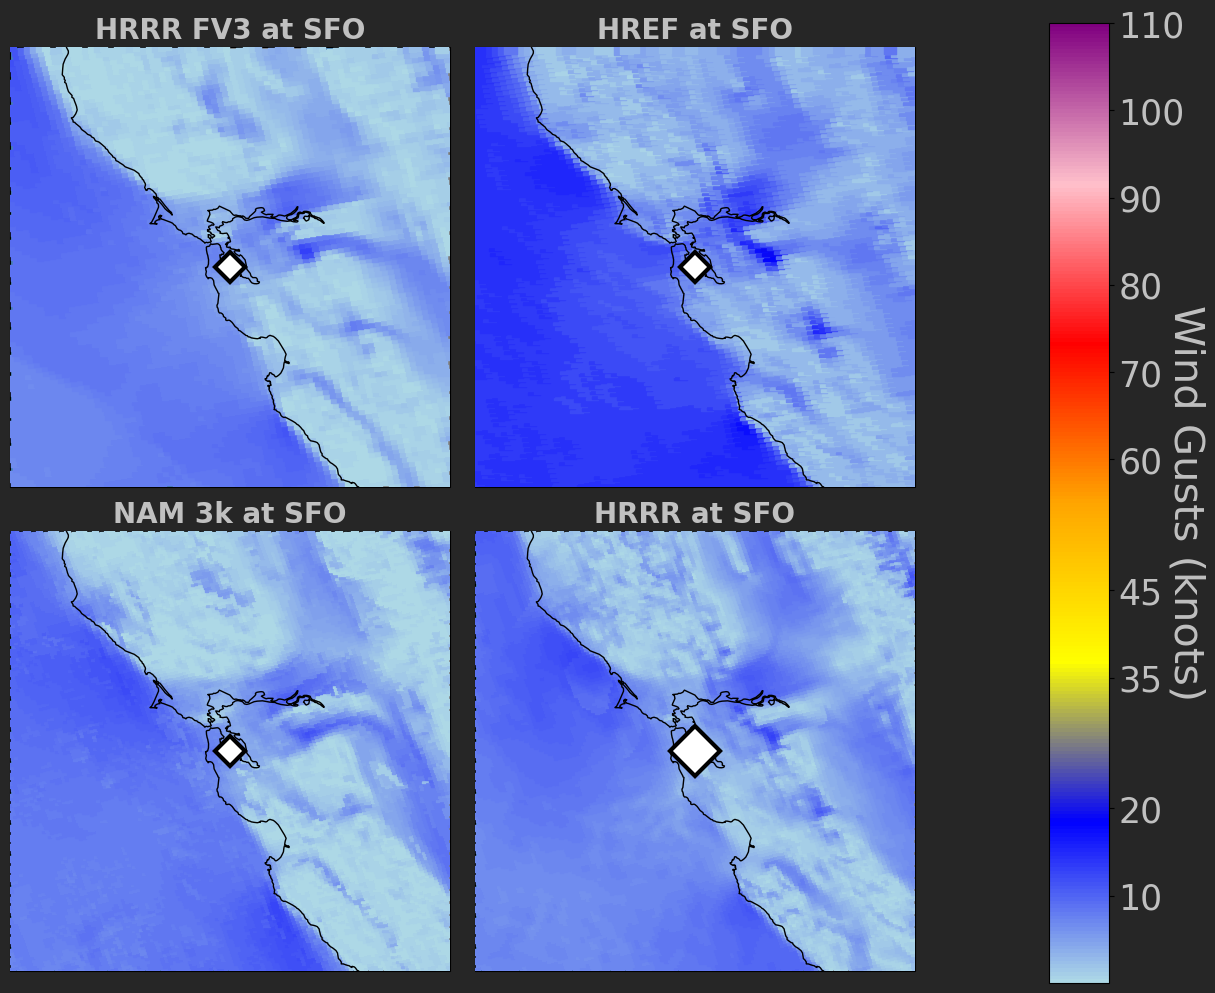 HRRR FV3 at SFO
HREF at SFO
NAM 3k at SFO
HRRR at SFO
110
100
90
80
70
60
45
35
20
10
Wind Gusts (knots)